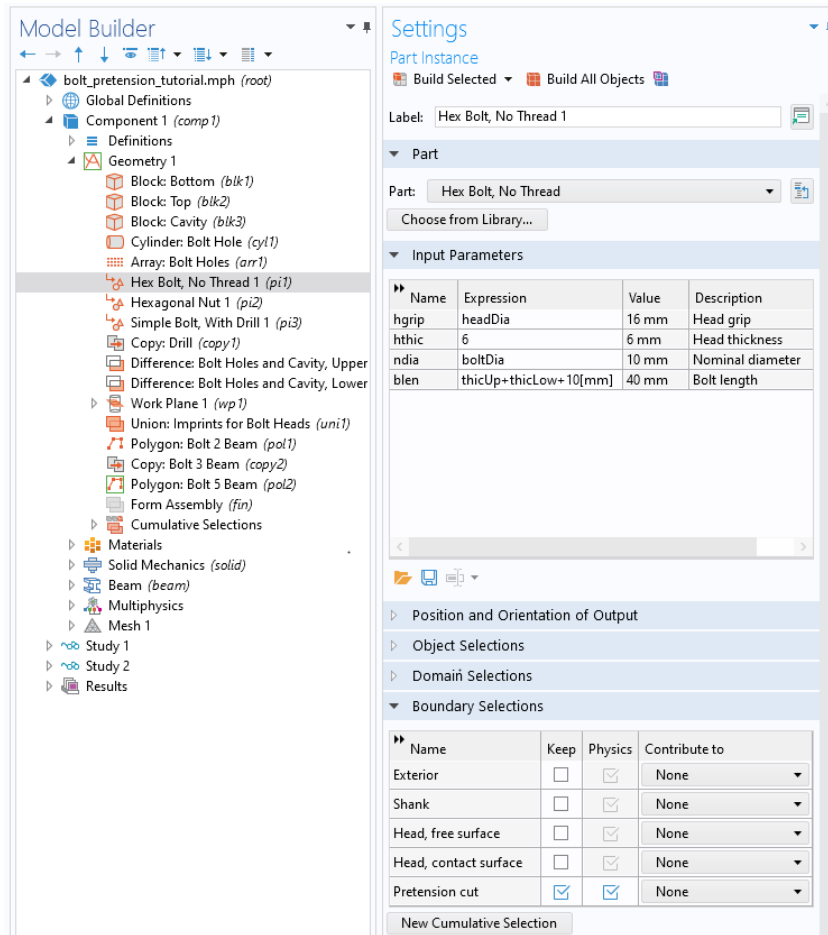 Model Builder
bolt_pretension_tutorial.mph (root)
Global Definitions
Component 1 (comp1)
Definitions
Geometry 1
Block: Bottom (blk1)
Block: Top (blk2)
Block: Cavity (blk3)
Cylinder: Bolt Hole (cyl1)
Array: Bolt Holes (arr1)
Hex Bolt, No Thread 1 (pi1)
Hexagonal Nut 1 (pi2)
Simple Bolt, With Drill 1 (pi3)
Copy: Drill (copy1)
Difference: Bolt Holes and Cavity, Upper
Difference: Bolt Holes and Cavity, Lower
Work Plane 1 (wp1)
Union: Imprints for Bolt Heads (uni1)
Polygon: Bolt 2 Beam (pol1)
Copy: Bolt 3 Beam (copy2)
Polygon: Bolt 5 Beam (pol2)
Form Assembly (fin)
Cumulative Selections
Materials
Solid Mechanics (solid)
Beam (beam)
Multiphysics
Mesh 1
Study 1
Study 2
Results
Settings
Part Instance
Build Selected Build All Objects
Label: Hex Bolt, No Thread 1
Part
Part: Hex Bolt, No Thread
Choose from Library...
Input Parameters
Name Expression Value Description
hgrip headDia 16 mm Head grip
hthic 6 6 mm Head thickness
ndia boltDia 10 mm Nominal diameter
blen thicUp+thicLow+10[mm] 40 mm Bolt length
Position and Orientation of Output
Object Selections
Domaiń Selections
Boundary Selections
Name Keep Physics Contribute to
Exterior None
Shank None
Head, free surface None
Head, contact surface None
Pretension cut None
New Cumulative Selection